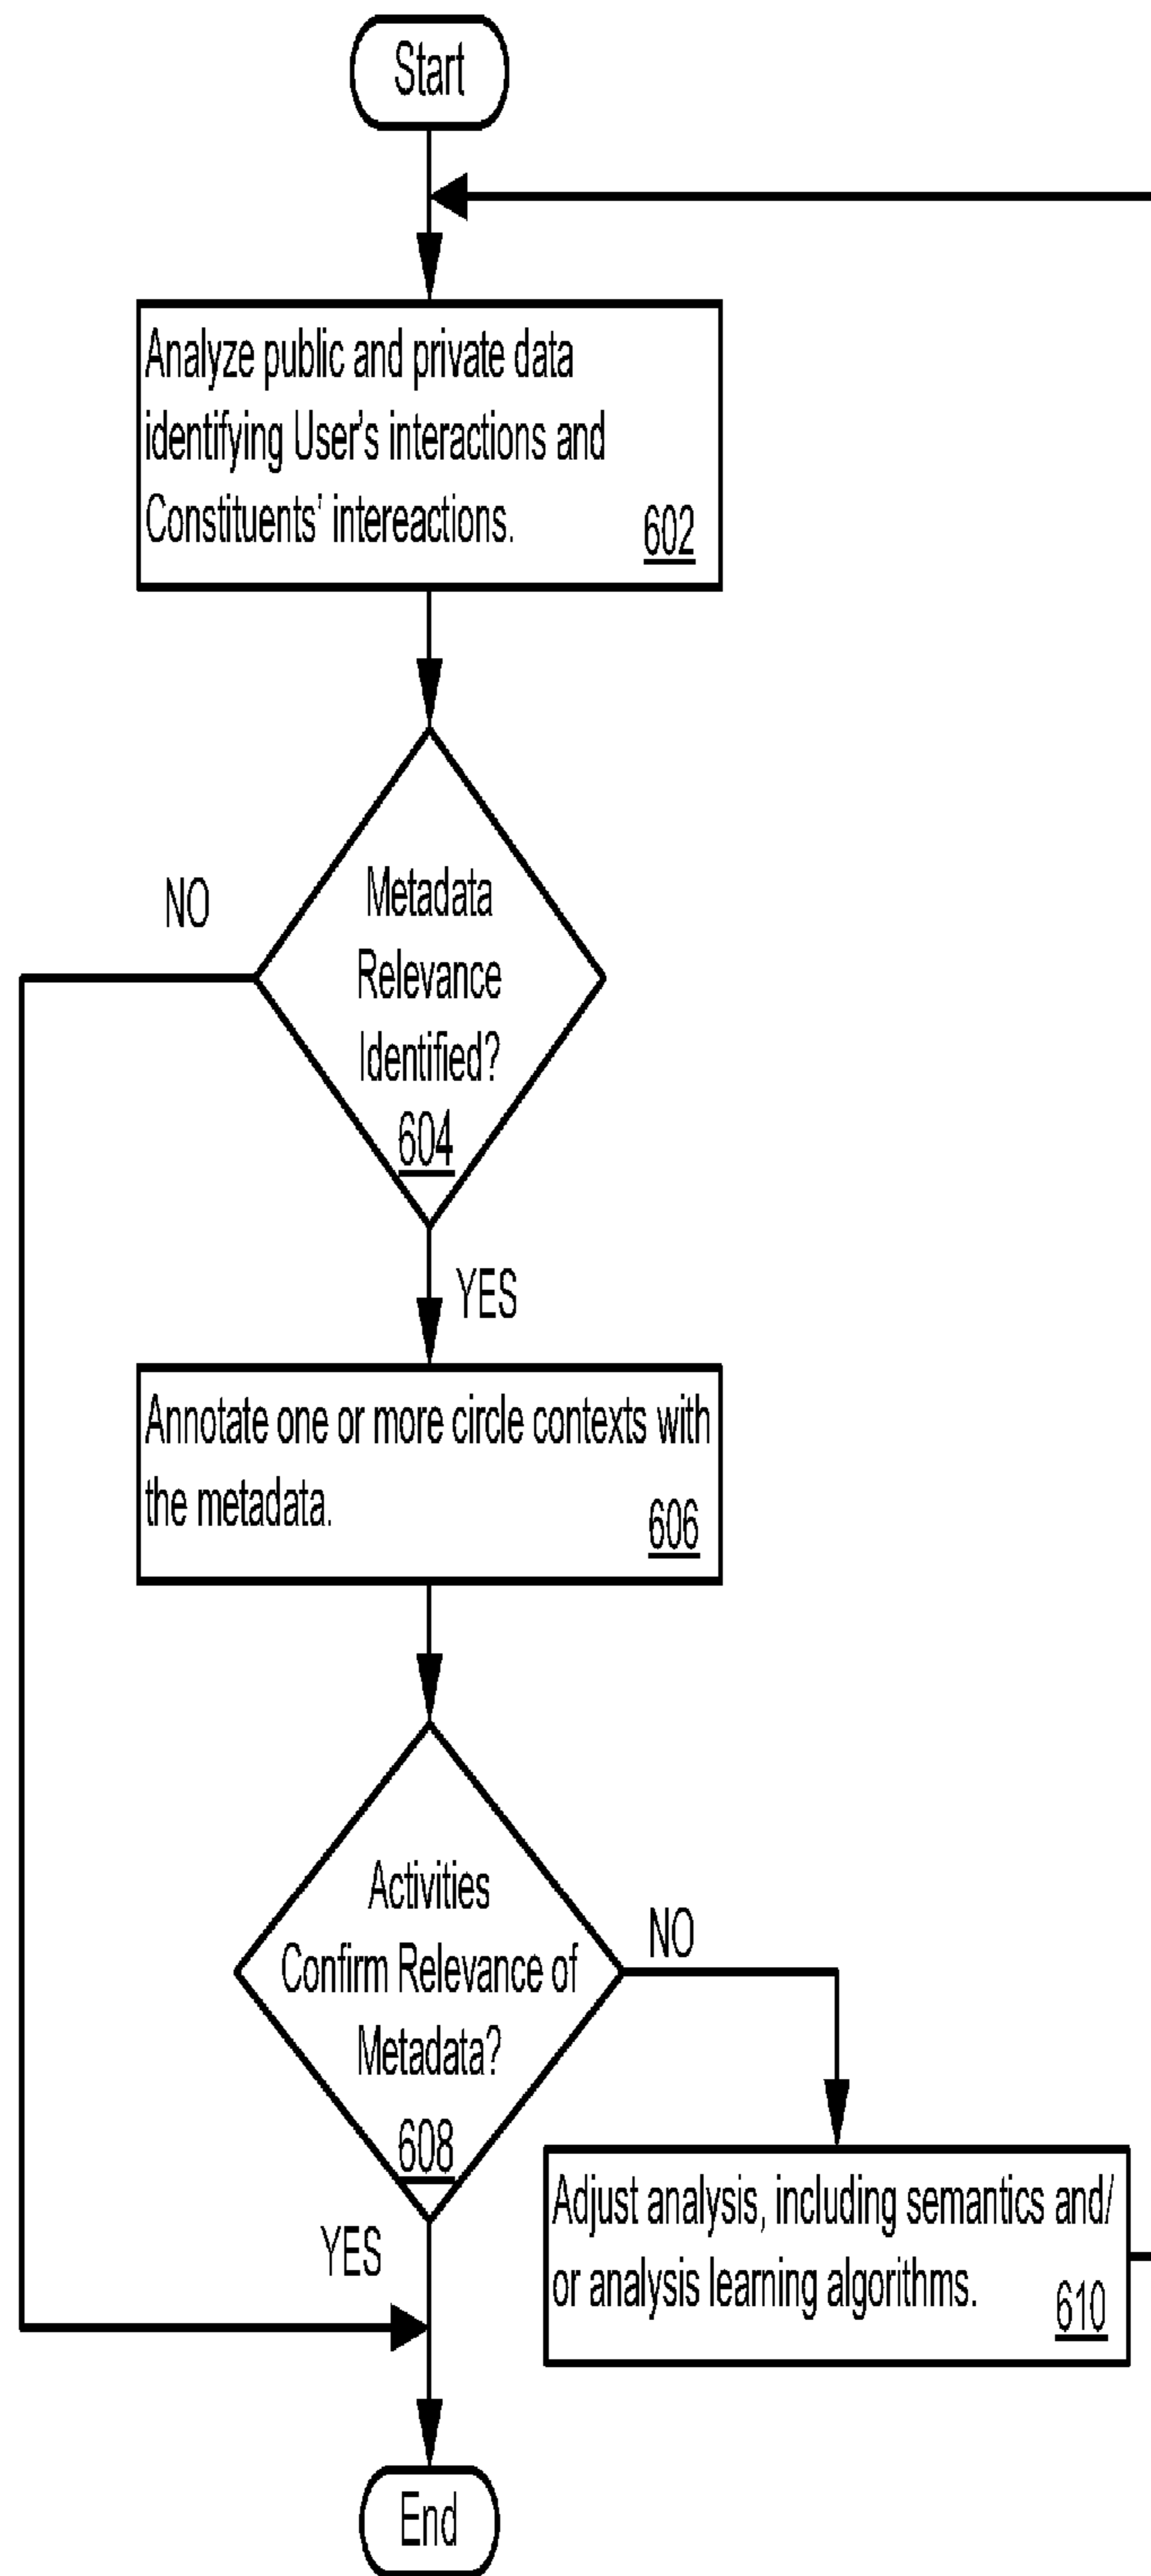 Start
Analyze public and private data
identifying User's interactions and
Constituents' intereactions.
602
NO
Metadata
Relevance
Identified?
604
YES
Annotate one or more circle contexts with
the metadata.
606
Activities
Confirm Relevance of
Metadata?
608
NO
YES
Adjust analysis, including semantics and/
or analysis learning algorithms.
610
End